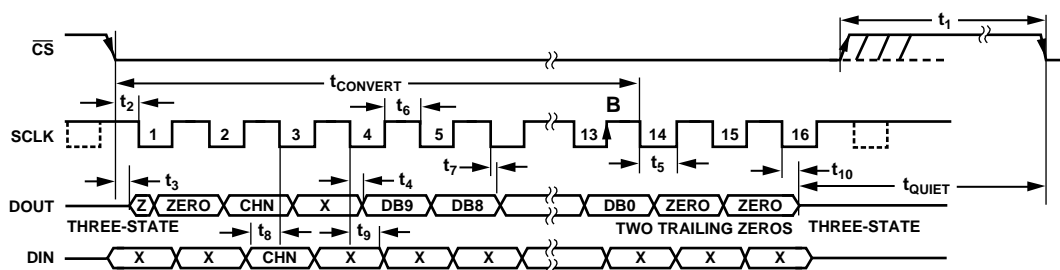 t1
CS
tCONVERT
t2 t6 B
SCLK 1 2 3 4 5 13 14 15 16
t3 t4 t7 t5 t10 tQUIET
DOUT Z ZERO CHN X DB9 DB8 DB0 ZERO ZERO
THREE-STATE t8 t9 TWO TRAILING ZEROS THREE-STATE
DIN X X CHN X X X X X X